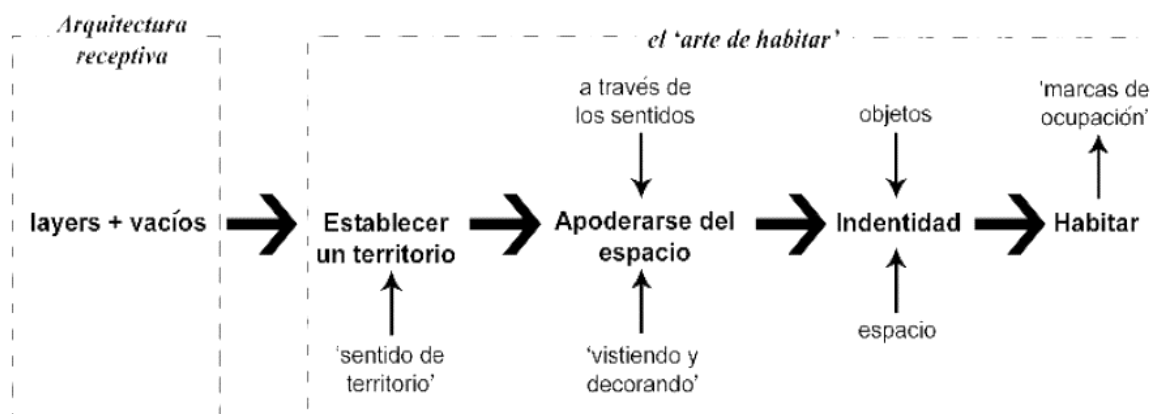 Arquitectura
receptiva
el ‘arte de habitar’
a través de
los sentidos
objetos
‘marcas de
ocupación’
layers + vacíos
Establecer
un territorio
Apoderarse del
espacio
Indentidad
Habitar
‘sentido de
territorio’
‘vistiendo y
decorando’
espacio